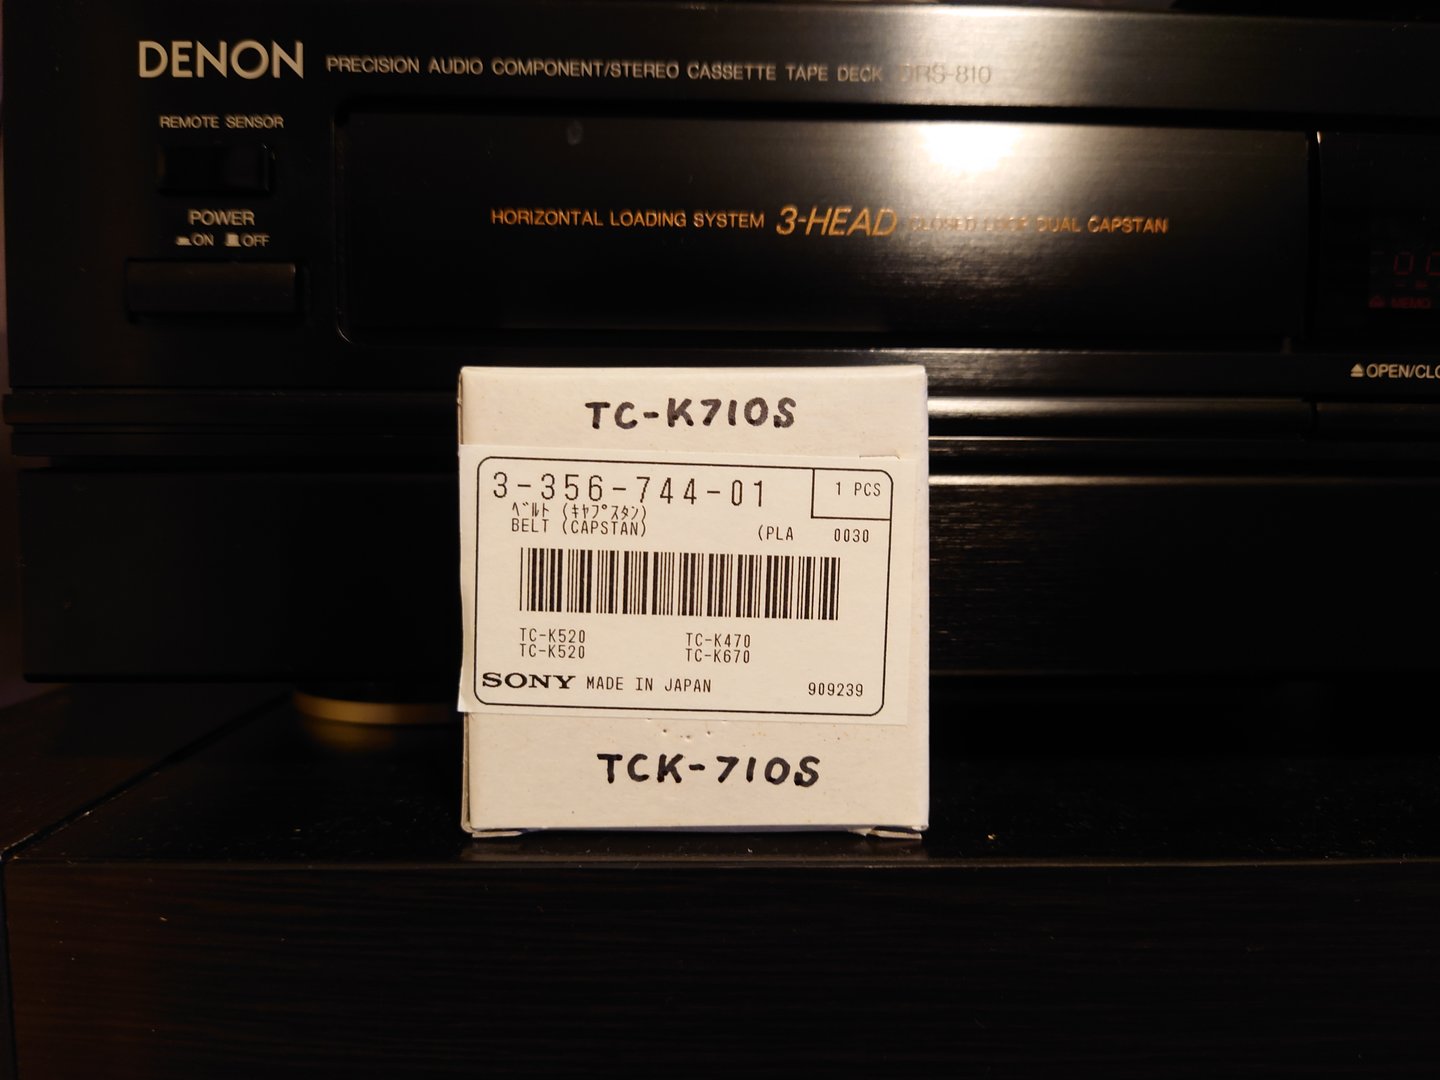 DENON PRECISION AUDIO COMPONENT/STEREO CASSETTE TAPE DECK DRS-810
REMOTE SENSOR
POWER
ON OFF
HORIZONTAL LOADING SYSTEM 3-HEAD CLOSED LOOP DUAL CAPSTAN
MEMO
OPEN/CLO
TC-K710S
3-356-744-01
1 PCS
ベルト (キャプスタン)
BELT (CAPSTAN)
(PLA 0030
TC-K520 TC-K470
TC-K520 TC-K670
SONY MADE IN JAPAN 909239
TCK-710S